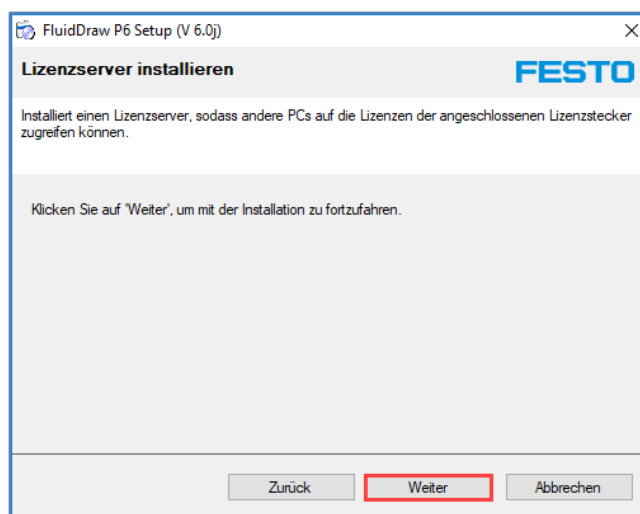 FluidDraw P6 Setup (V 6.0j)
Lizenzserver installieren
FESTO
Installiert einen Lizenzserver, sodass andere PCs auf die Lizenzen der angeschlossenen Lizenzstecker
zugreifen können.
Klicken Sie auf 'Weiter', um mit der Installation zu fortzufahren.
Zurück
Weiter
Abbrechen